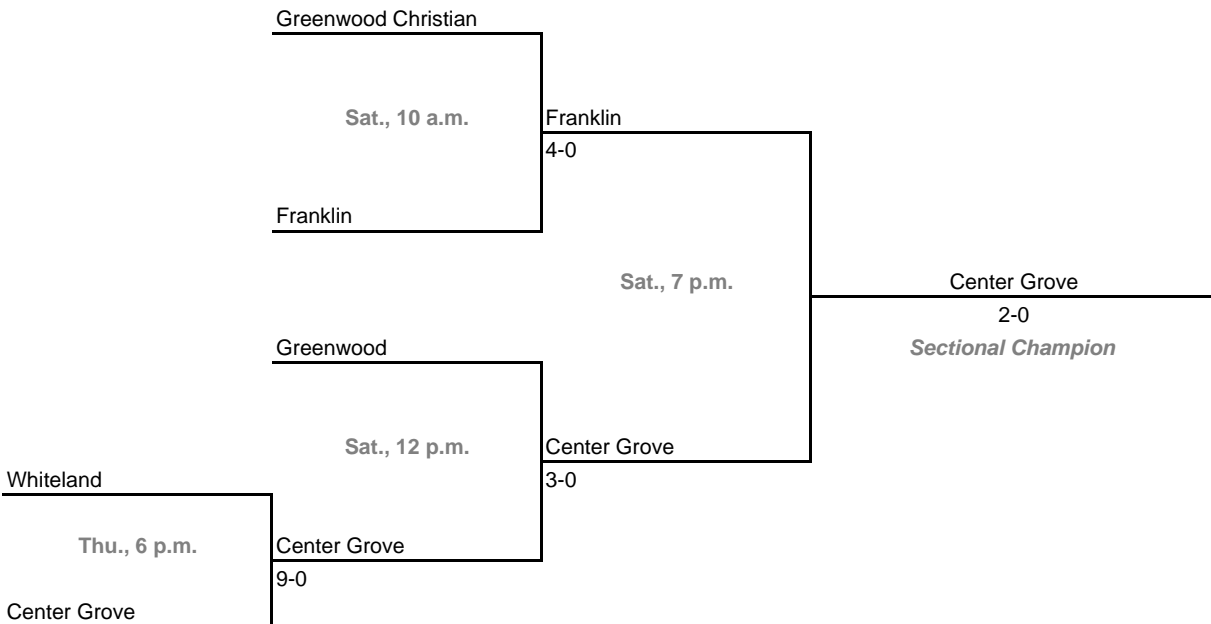 Greenwood Christian
Sat., 10 a.m.
Franklin
4-0
Franklin
Sat., 7 p.m.
Center Grove
2-0
Sectional Champion
Greenwood
Sat., 12 p.m.
Center Grove
3-0
Whiteland
Thu., 6 p.m.
Center Grove
9-0
Center Grove